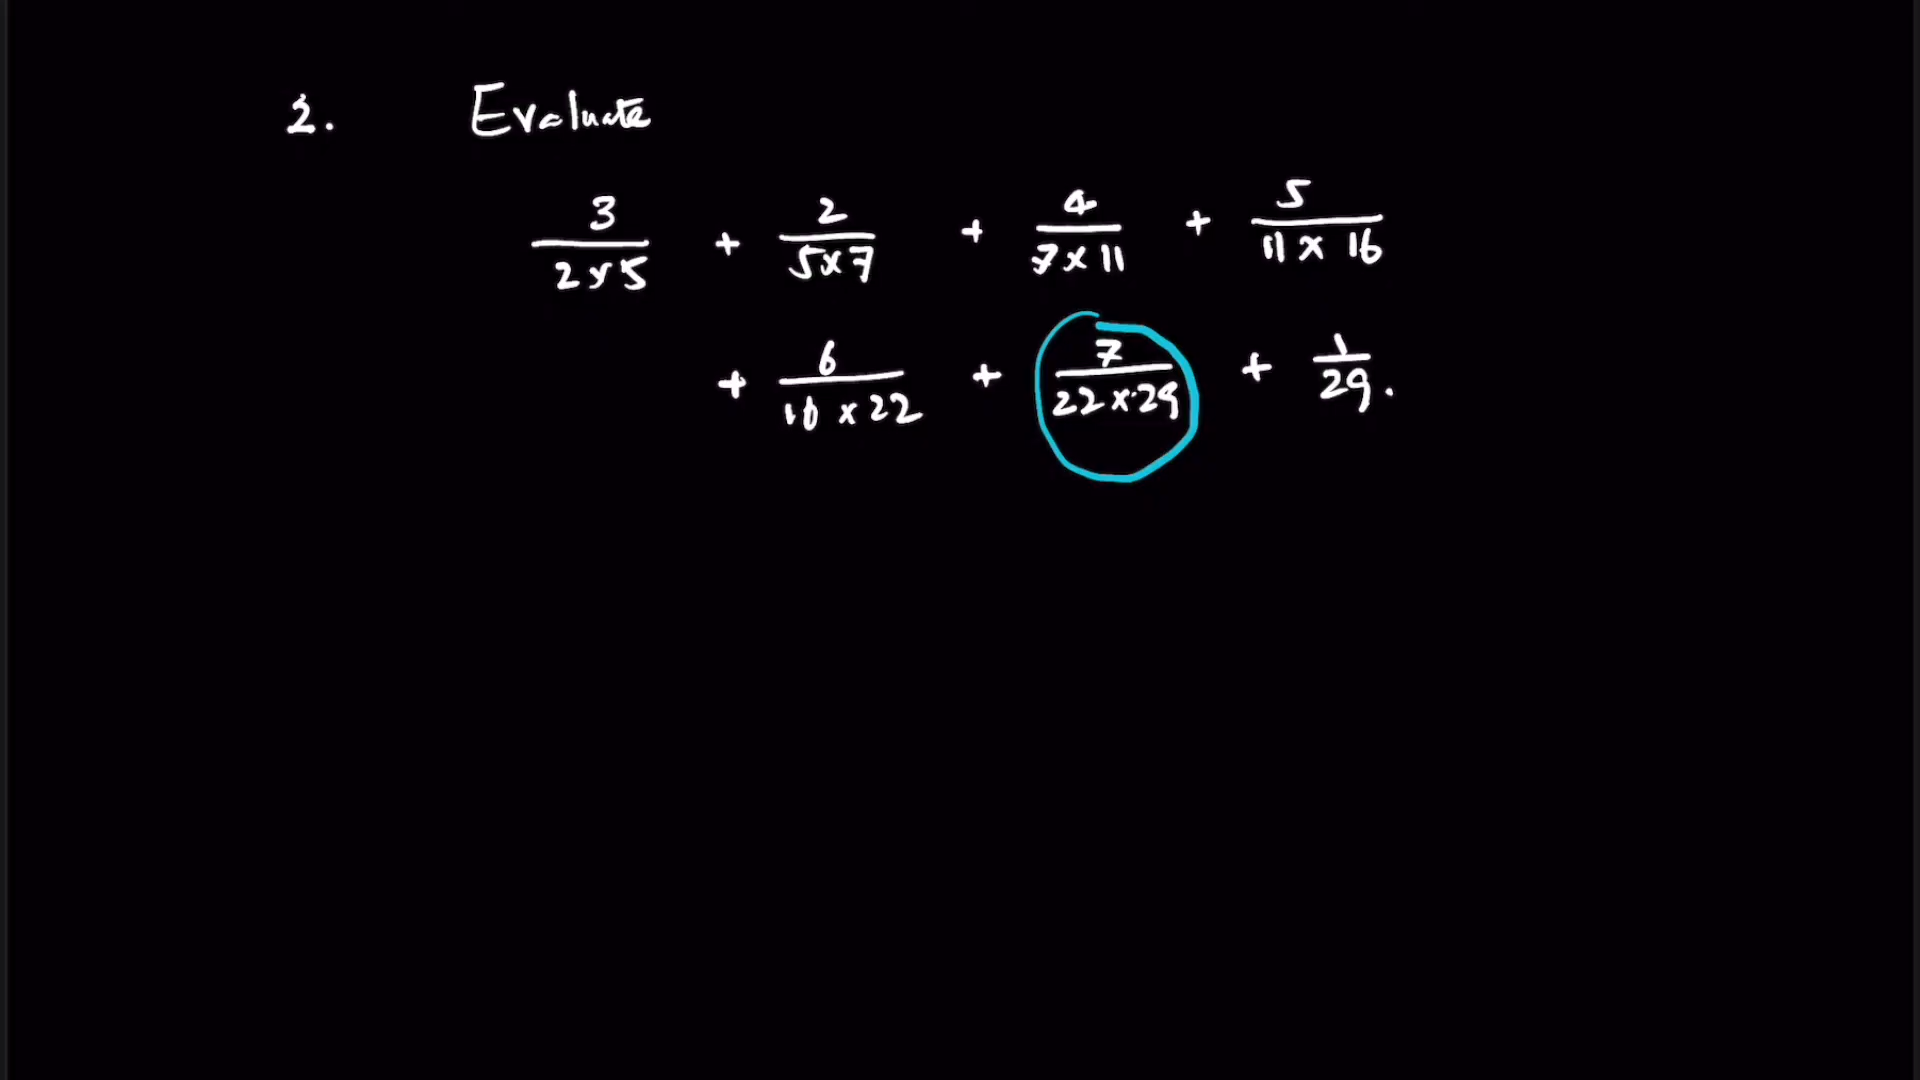 2. Evaluate
3/(2×5) + 2/(5×7) + 4/(7×11) + 5/(11×16)
+ 6/(16×22) + 7/(22×29) + 1/29.